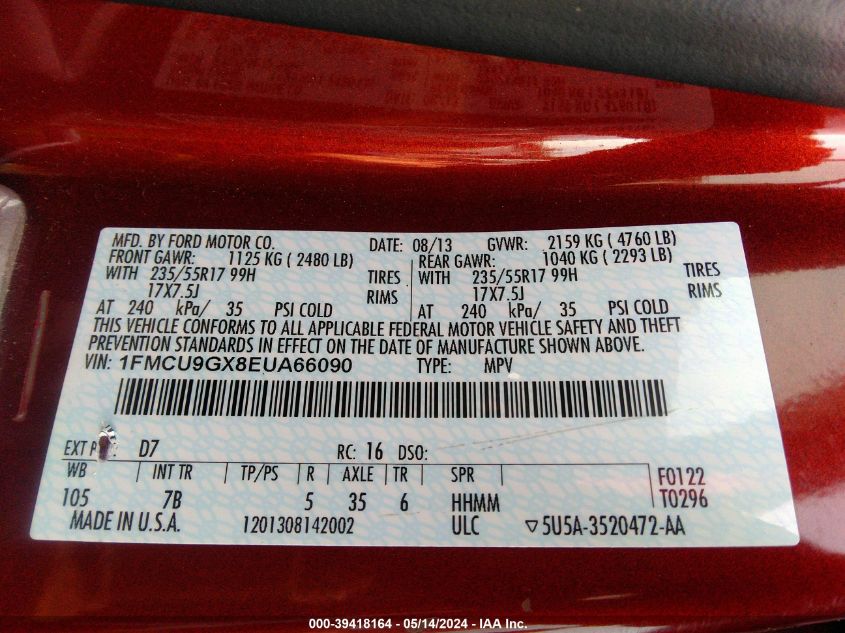 MFD. BY FORD MOTOR CO. DATE: 08/13 GVWR: 2159 KG ( 4760 LB)
FRONT GAWR: 1125 KG ( 2480 LB) REAR GAWR: 1040 KG ( 2293 LB)
WITH 235/55R17 99H TIRES WITH 235/55R17 99H TIRES
17X7.5J RIMS 17X7.5J RIMS
AT 240 kPa/ 35 PSI COLD AT 240 kPa/ 35 PSI COLD
THIS VEHICLE CONFORMS TO ALL APPLICABLE FEDERAL MOTOR VEHICLE SAFETY AND THEFT
PREVENTION STANDARDS IN EFFECT ON THE DATE OF MANUFACTURE SHOWN ABOVE.
VIN: 1FMCU9GX8EUA66090 TYPE: MPV
EXT D7 RC: 16 DSO:
WB INT TR TP/PS R AXLE TR SPR F0122
105 7B 5 35 6 HHMM T0296
MADE IN U.S.A. 1201308142002 ULC ▽5U5A-3520472-AA
000-39418164 - 05/14/2024 - IAA Inc.